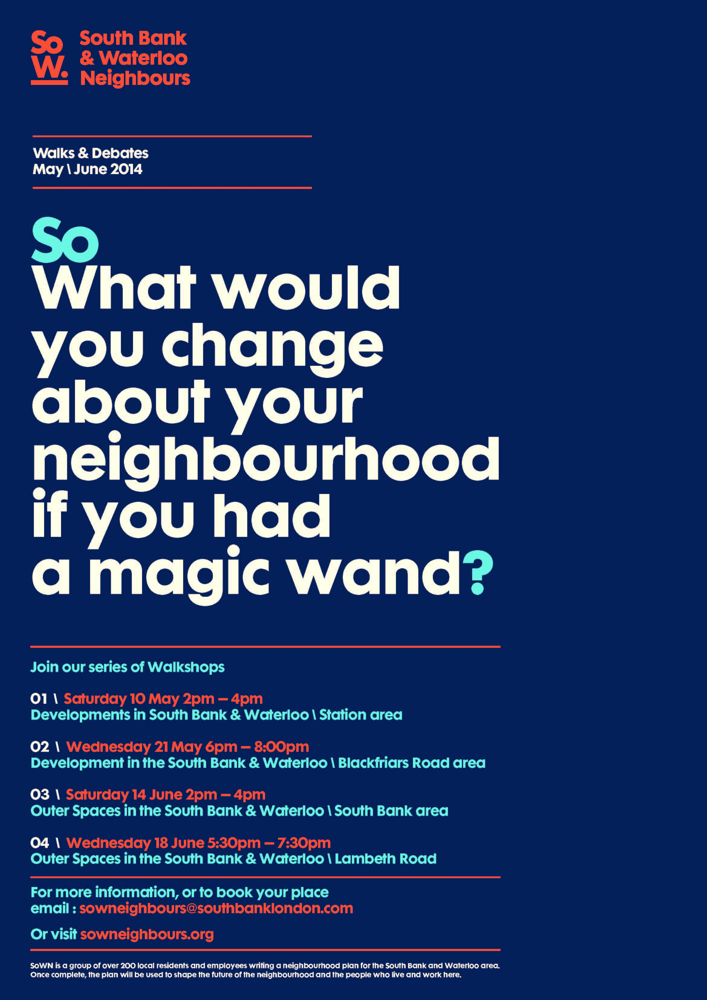 So
W.
South Bank
& Waterloo
Neighbours
Walks & Debates
May \ June 2014
So
What would
you change
about your
neighbourhood
if you had
a magic wand?
Join our series of Walkshops
01 \ Saturday 10 May 2pm – 4pm
Developments in South Bank & Waterloo \ Station area
02 \ Wednesday 21 May 6pm – 8:00pm
Development in the South Bank & Waterloo \ Blackfriars Road area
03 \ Saturday 14 June 2pm – 4pm
Outer Spaces in the South Bank & Waterloo \ South Bank area
04 \ Wednesday 18 June 5:30pm – 7:30pm
Outer Spaces in the South Bank & Waterloo \ Lambeth Road
For more information, or to book your place
email : sowneighbours@southbanklondon.com
Or visit sowneighbours.org
SoWN is a group of over 200 local residents and employees writing a neighbourhood plan for the South Bank and Waterloo area.
Once complete, the plan will be used to shape the future of the neighbourhood and the people who live and work here.